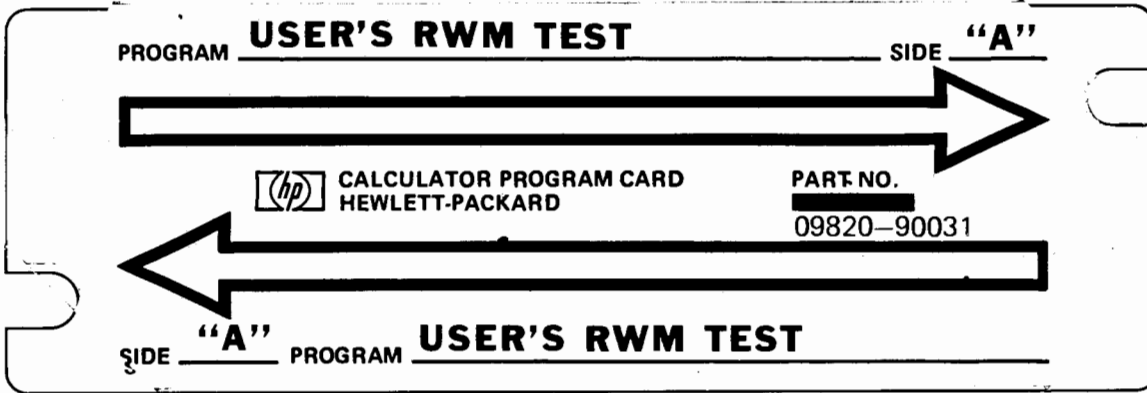 PROGRAM USER'S RWM TEST SIDE “A”
hp CALCULATOR PROGRAM CARD
HEWLETT-PACKARD
PART NO.
09820–90031
SIDE “A” PROGRAM USER'S RWM TEST